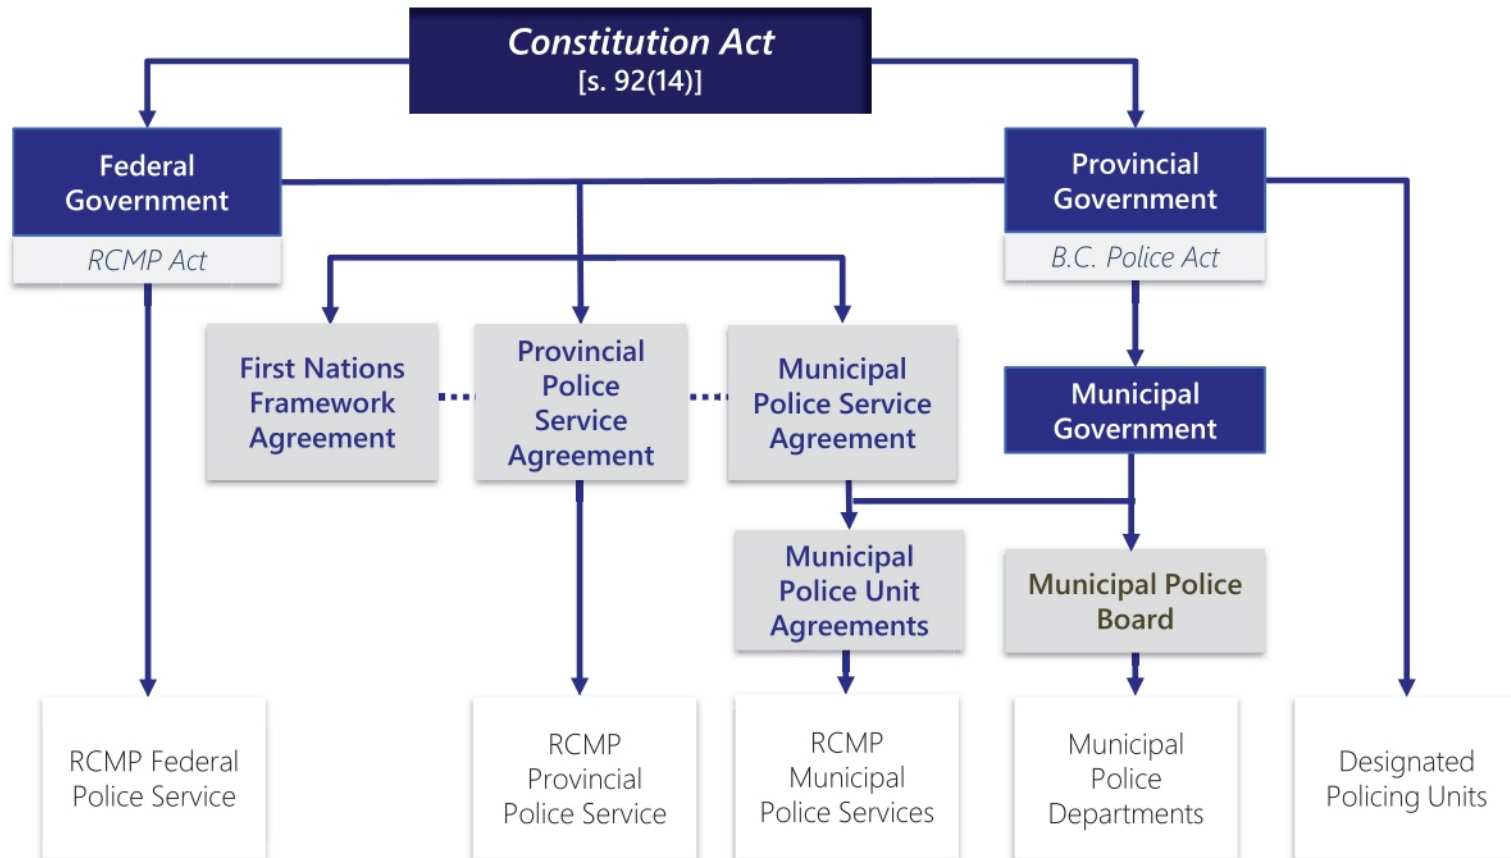 Constitution Act
[s. 92(14)]
Federal
Government
RCMP Act
Provincial
Government
B.C. Police Act
First Nations
Framework
Agreement
Provincial
Police
Service
Agreement
Municipal
Police Service
Agreement
Municipal
Government
Municipal
Police Unit
Agreements
Municipal Police
Board
RCMP Federal
Police Service
RCMP
Provincial
Police Service
RCMP
Municipal
Police Services
Municipal
Police
Departments
Designated
Policing Units